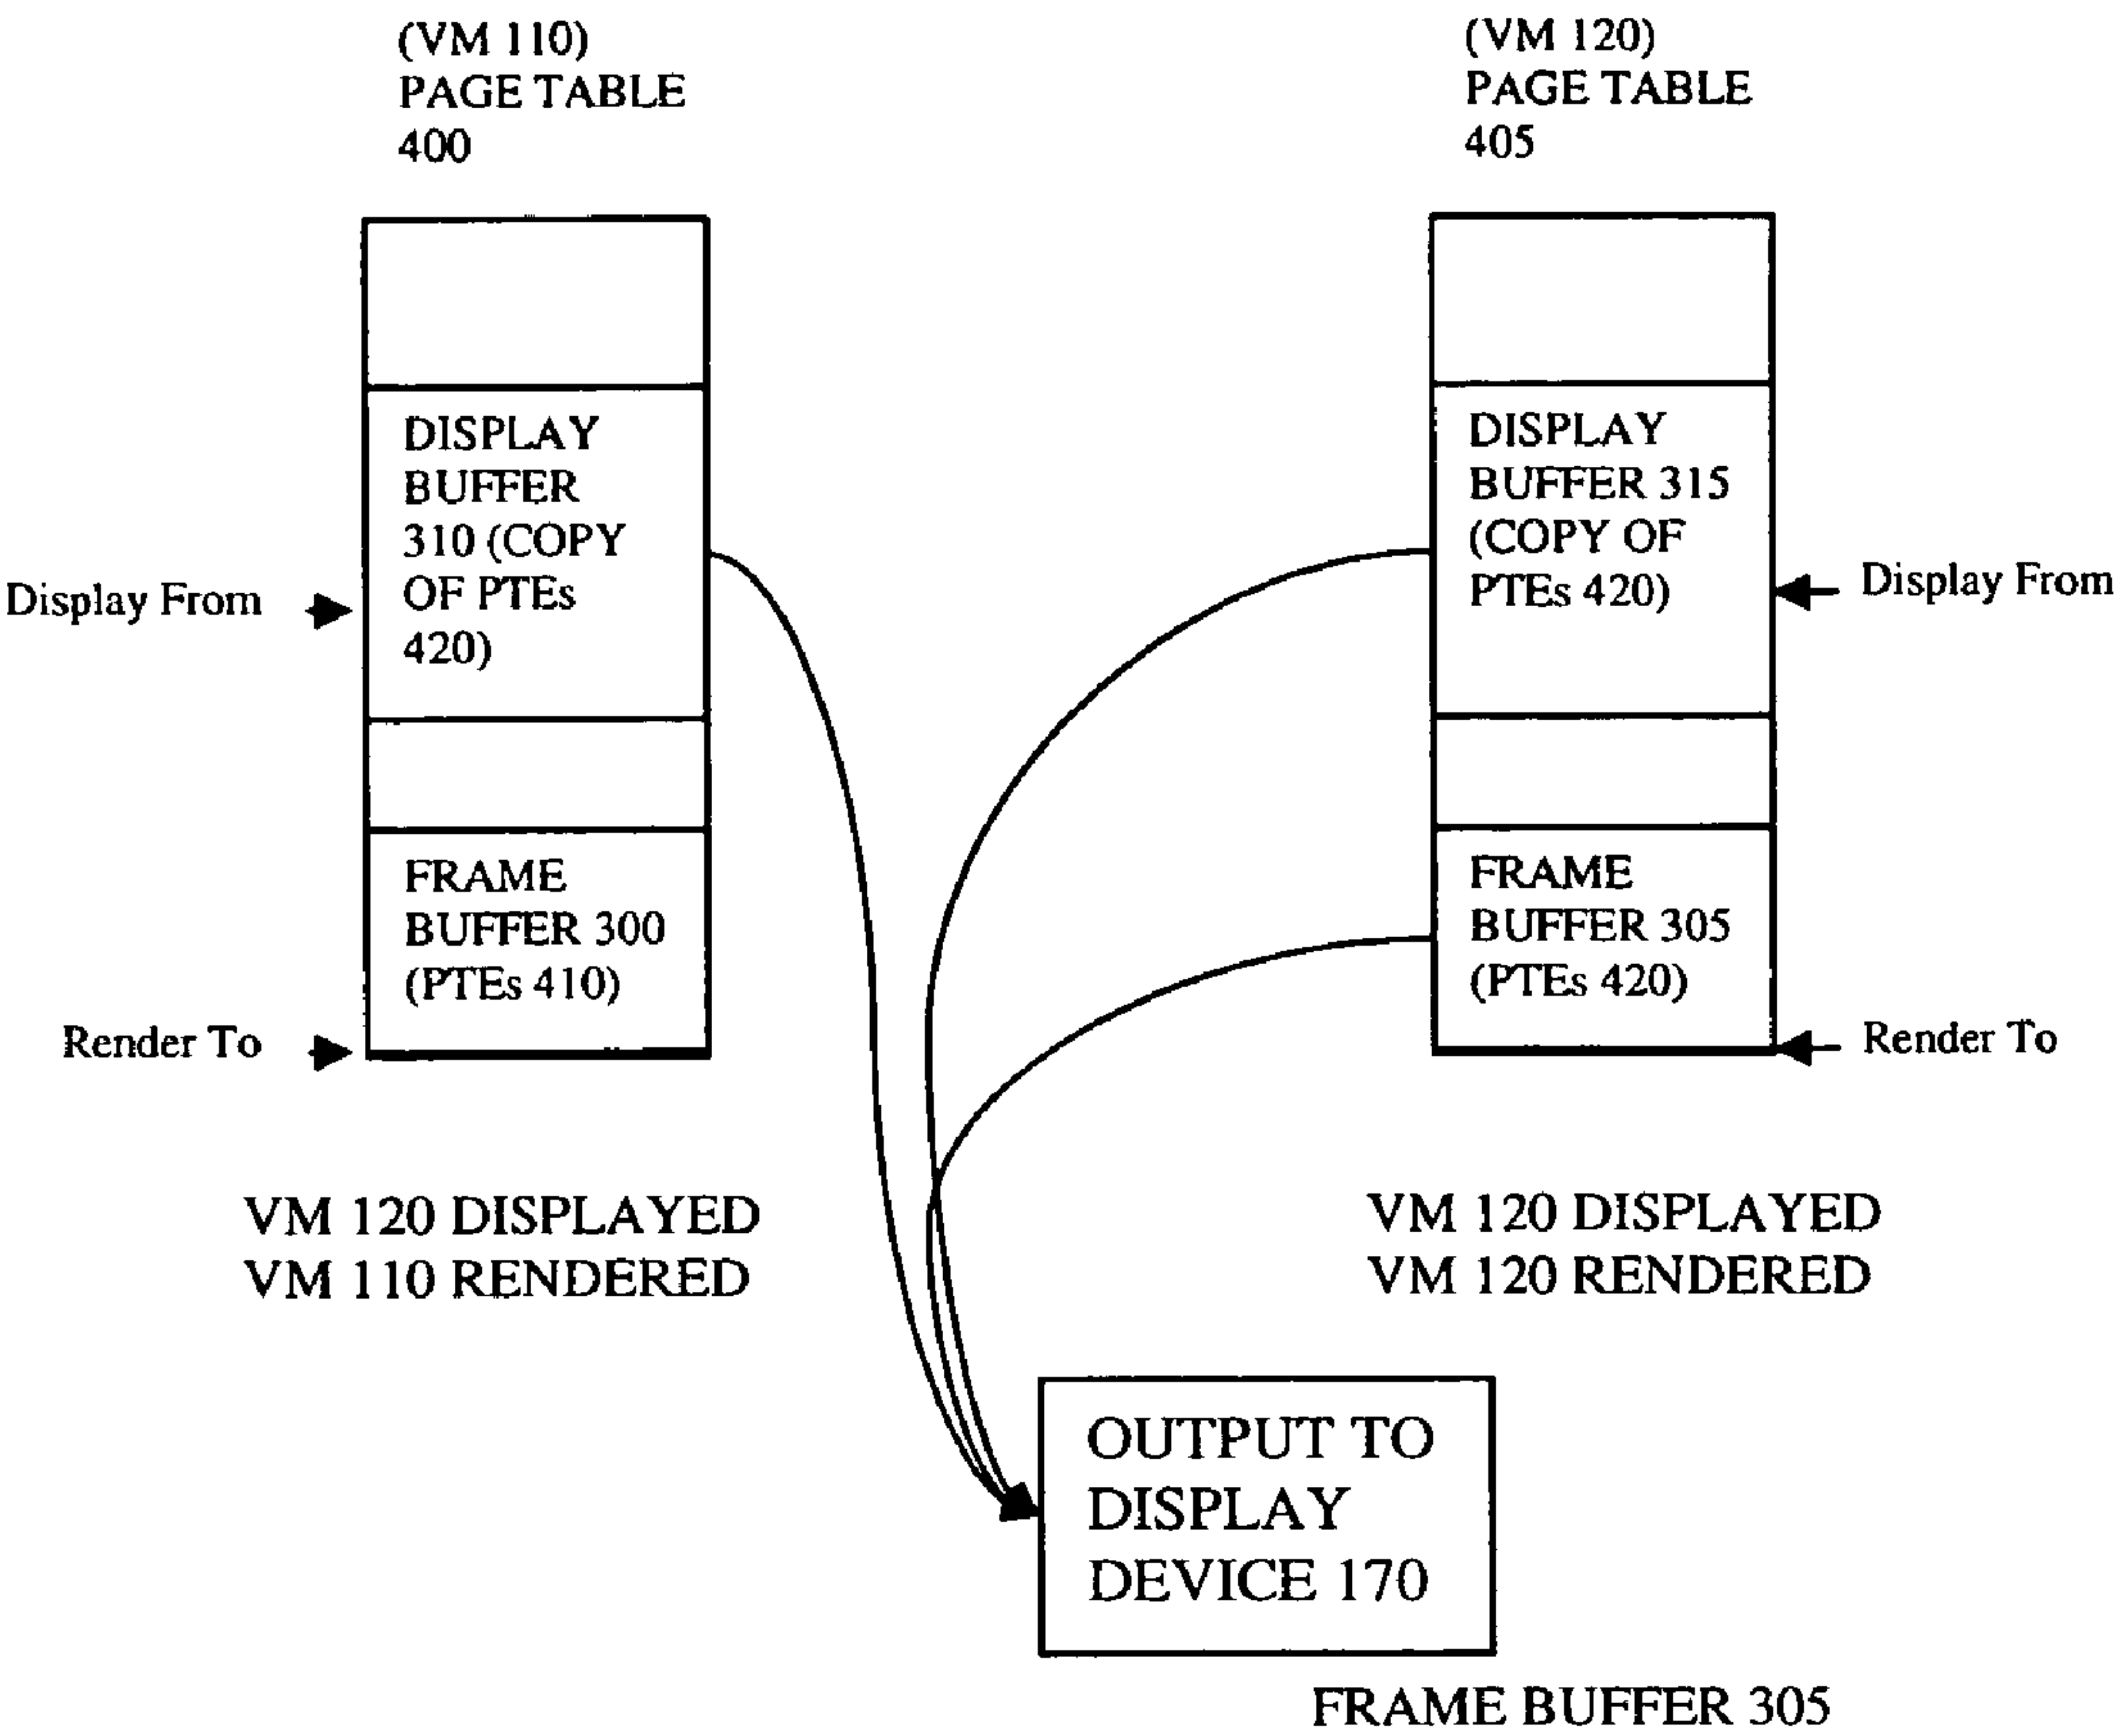 (VM 110)
PAGE TABLE
400
(VM 120)
PAGE TABLE
405
DISPLAY
BUFFER
310 (COPY
OF PTEs
420)
Display From
FRAME
BUFFER 300
(PTEs 410)
Render To
DISPLAY
BUFFER 315
(COPY OF
PTEs 420)
Display From
FRAME
BUFFER 305
(PTEs 420)
Render To
VM 120 DISPLAYED
VM 110 RENDERED
VM 120 DISPLAYED
VM 120 RENDERED
OUTPUT TO
DISPLAY
DEVICE 170
FRAME BUFFER 305